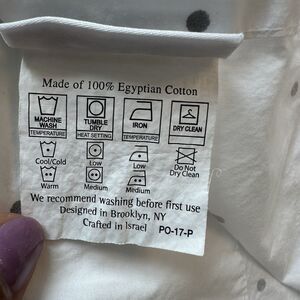 Made of 100% Egyptian Cotton
MACHINE WASH TUMBLE DRY IRON DRY CLEAN
TEMPERATURE HEAT SETTING TEMPERATURE
Cool/Cold Low Low Do Not Dry Clean
Warm Medium Medium
We recommend washing before first use
Designed in Brooklyn, NY
Crafted in Israel PO-17-P